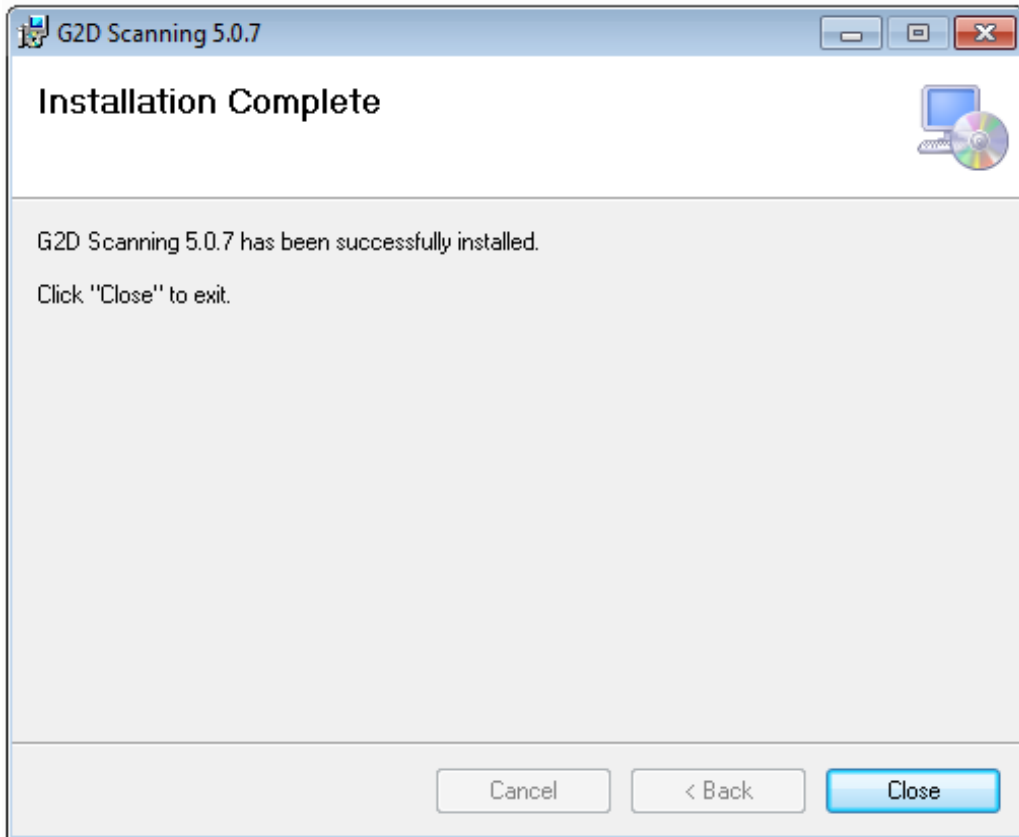 G2D Scanning 5.0.7
Installation Complete
G2D Scanning 5.0.7 has been successfully installed.
Click "Close" to exit.
Cancel
< Back
Close